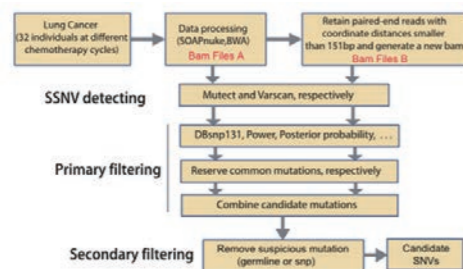 Lung Cancer
(32 individuals at different
chemotherapy cycles)
Data processing
(SOAPnuke,BWA)
Bam Files A
Retain paired-end reads with
coordinate distances smaller
than 151bp and generate a new bam
Bam Files B
SSNV detecting
Mutect and Varscan, respectively
DBsnp131, Power, Posterior probability, . . .
Primary filtering
Reserve common mutations, respectively
Combine candidate mutations
Secondary filtering
Remove suspicious mutation
(germline or snp)
Candidate
SNVs